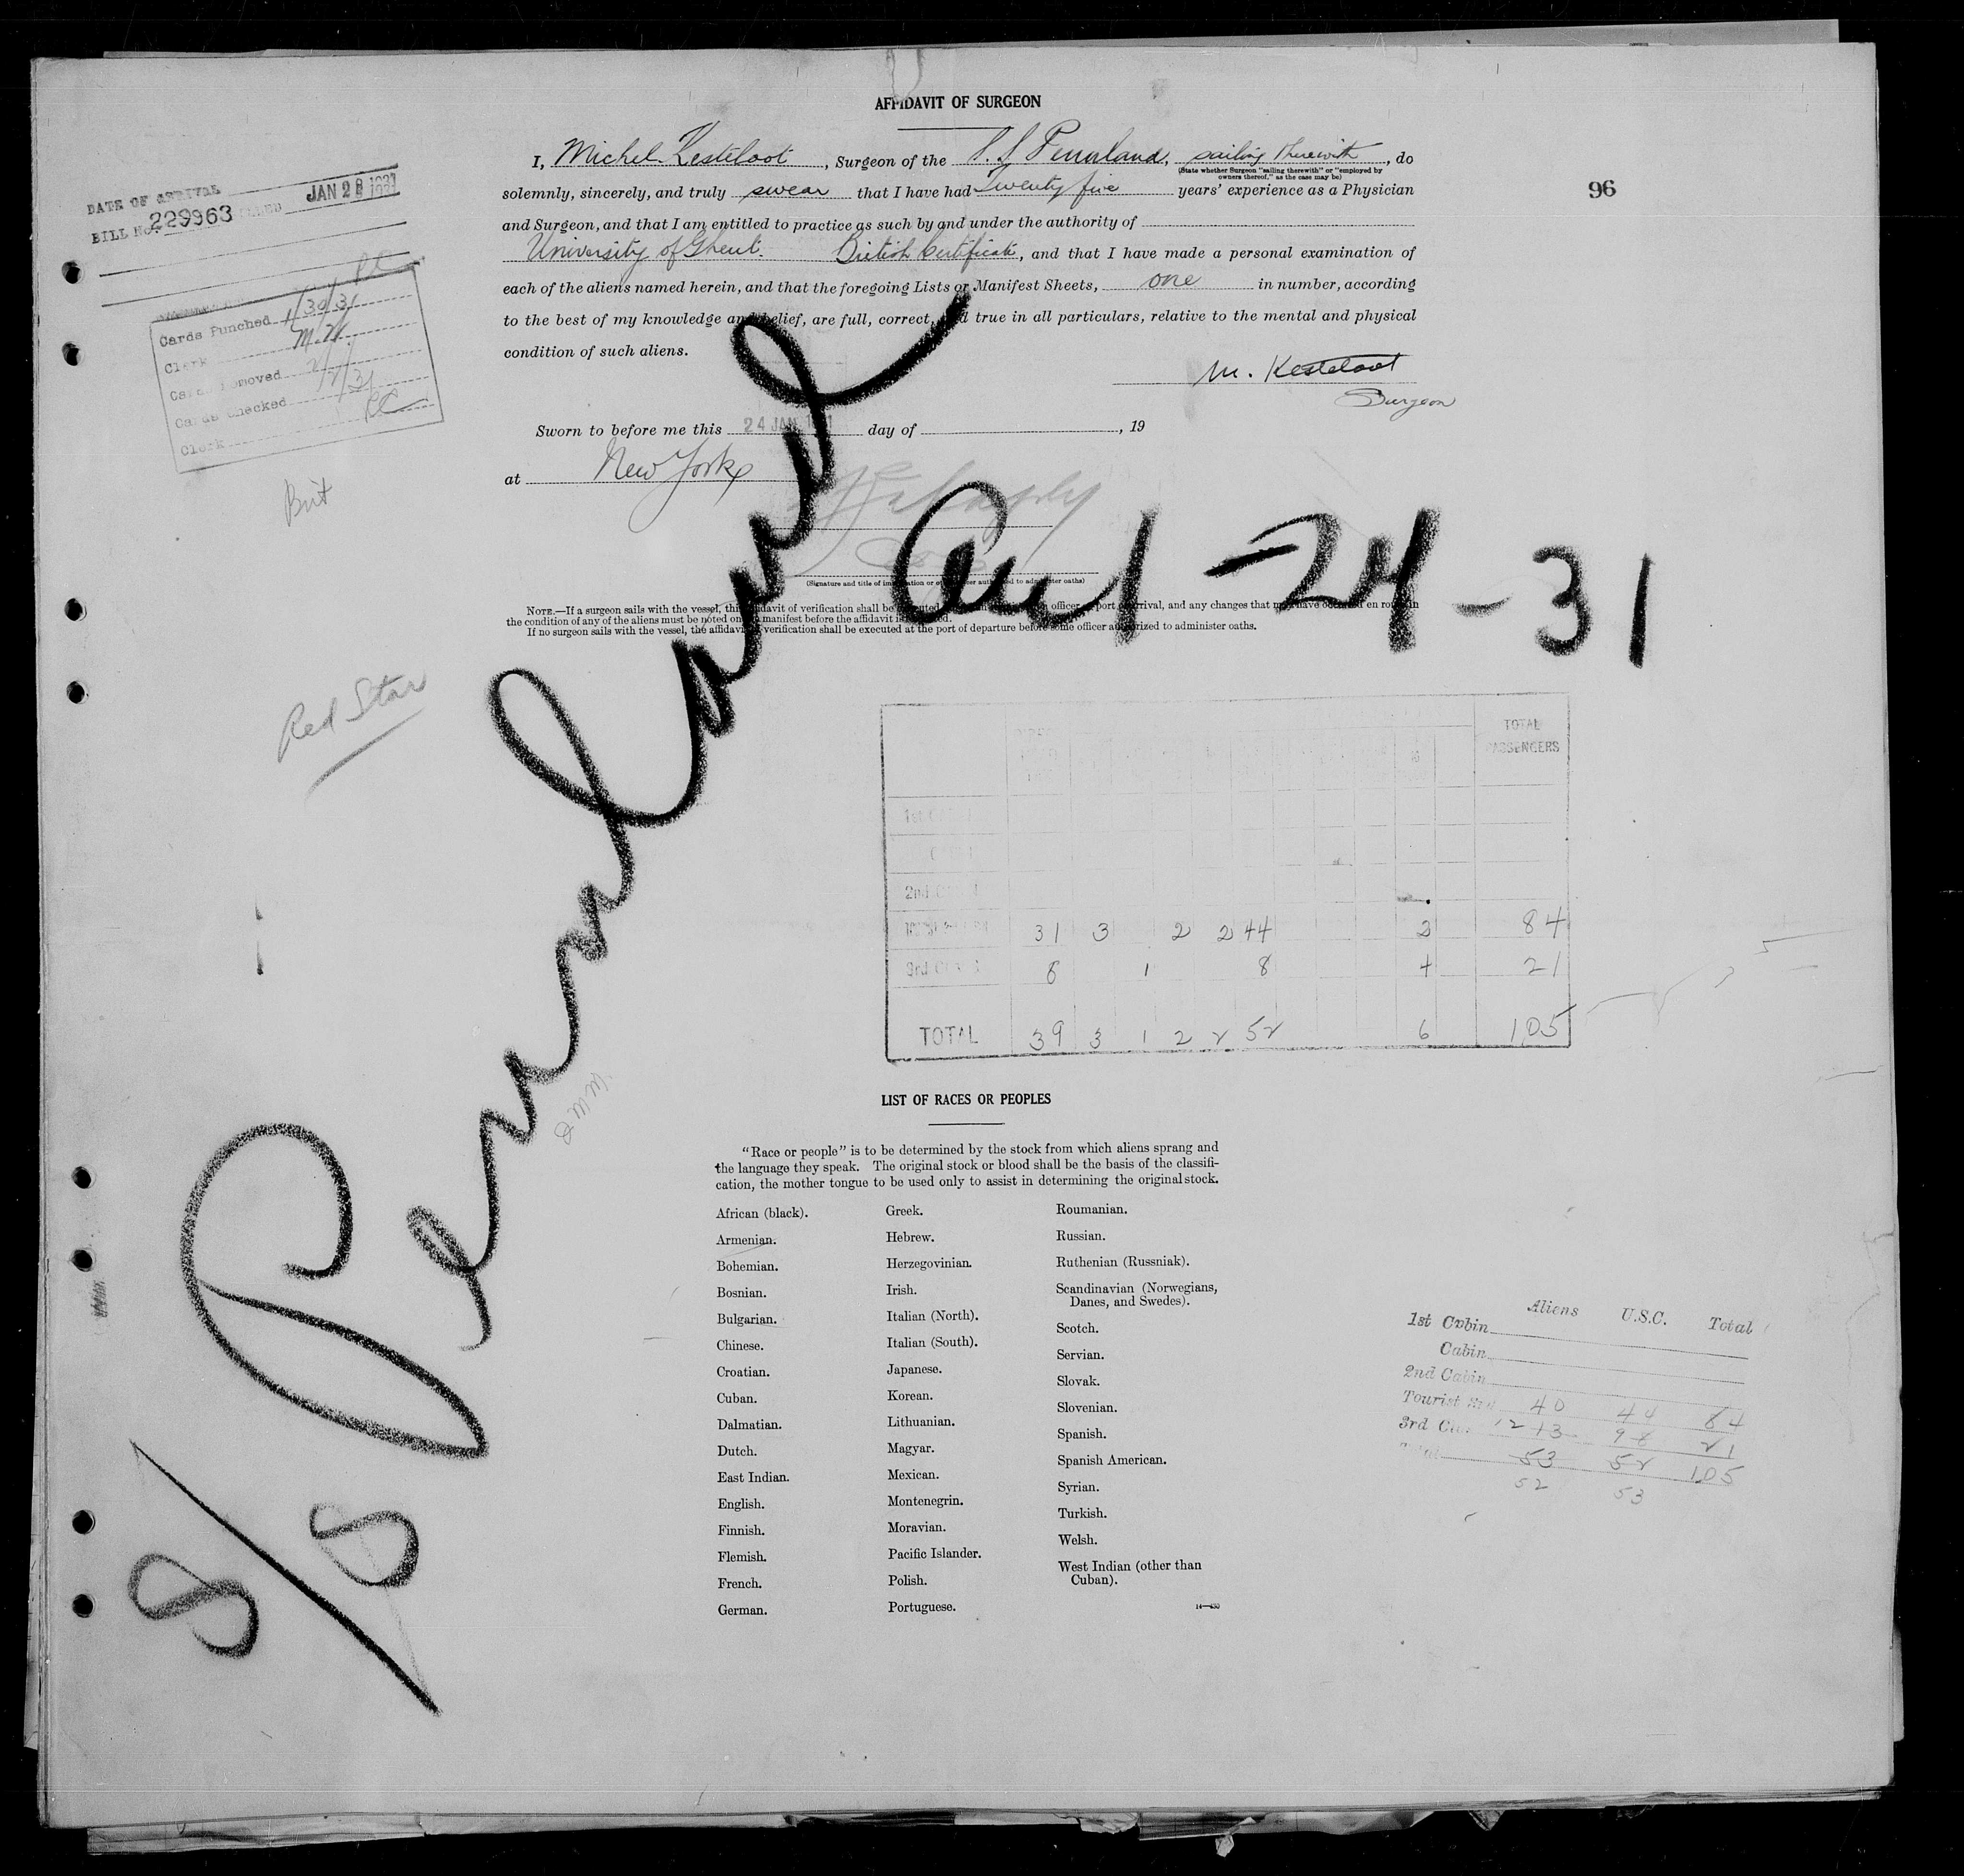 AFFIDAVIT OF SURGEON
I, Michel Kesteloot, Surgeon of the S.S Pennland, sailing therewith, do
(State whether Surgeon "sailing therewith" or "employed by
owners thereof," as the case may be)
solemnly, sincerely, and truly swear that I have had Twenty five years' experience as a Physician
96
and Surgeon, and that I am entitled to practice as such by and under the authority of
University of Ghent. British Certificate, and that I have made a personal examination of
each of the aliens named herein, and that the foregoing Lists or Manifest Sheets, one in number, according
to the best of my knowledge and belief, are full, correct, and true in all particulars, relative to the mental and physical
condition of such aliens.
M. Kesteloot
Surgeon
Sworn to before me this 24 JAN 1931 day of , 19
at New York
(Signature and title of immigration or other officer authorized to administer oaths)
DATE OF ARRIVAL
BILL No. 229963 JAN 28 1931
Cards Punched 1/30/31
Clerk M.W.
Cards Removed
Cards Checked 2/2/31
Clerk
Brit
Red Star
Pennland
Arr 1-24-31
8/8
NOTE.—If a surgeon sails with the vessel, this affidavit of verification shall be executed officer port arrival, and any changes that may have occurred en route in
the condition of any of the aliens must be noted on manifest before the affidavit is executed.
If no surgeon sails with the vessel, the affidavit verification shall be executed at the port of departure before some officer authorized to administer oaths.
TOTAL
PASSENGERS
1st
2nd
31 3 2 2 44 2 84
3rd 8 1 8 4 21
TOTAL 39 3 1 2 2 52 6 105
LIST OF RACES OR PEOPLES
"Race or people" is to be determined by the stock from which aliens sprang and
the language they speak. The original stock or blood shall be the basis of the classifi-
cation, the mother tongue to be used only to assist in determining the original stock.
African (black).
Armenian.
Bohemian.
Bosnian.
Bulgarian.
Chinese.
Croatian.
Cuban.
Dalmatian.
Dutch.
East Indian.
English.
Finnish.
Flemish.
French.
German.
Greek.
Hebrew.
Herzegovinian.
Irish.
Italian (North).
Italian (South).
Japanese.
Korean.
Lithuanian.
Magyar.
Mexican.
Montenegrin.
Moravian.
Pacific Islander.
Polish.
Portuguese.
Roumanian.
Russian.
Ruthenian (Russniak).
Scandinavian (Norwegians,
Danes, and Swedes).
Scotch.
Servian.
Slovak.
Slovenian.
Spanish.
Spanish American.
Syrian.
Turkish.
Welsh.
West Indian (other than
Cuban).
Aliens U.S.C. Total
1st Cabin
Cabin
2nd Cabin
Tourist 3rd 40 44 84
3rd 12 13 9 8 21
Total 53 52 105
52 53